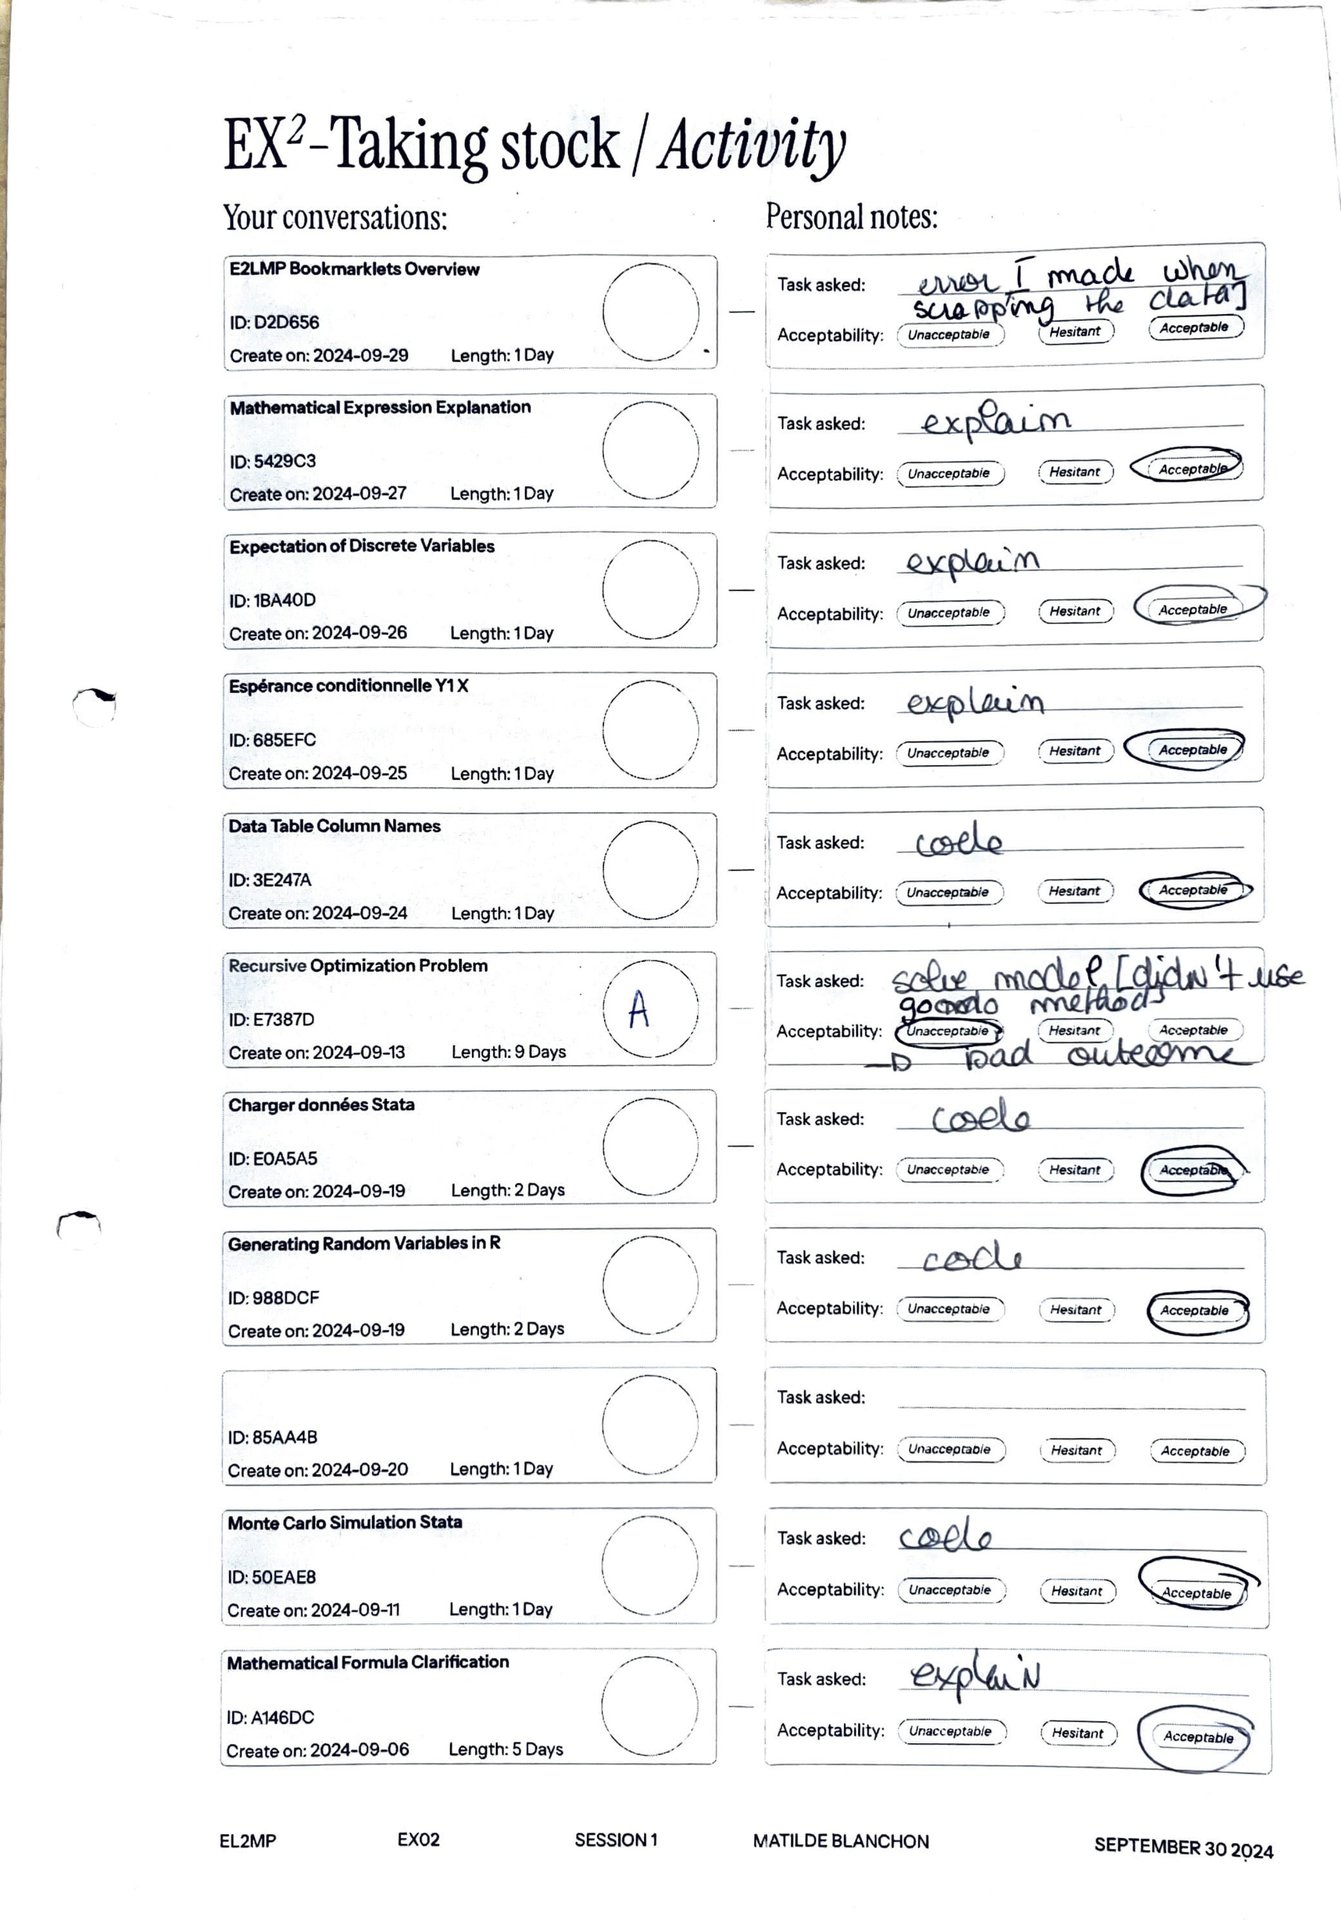 EX²-Taking stock / Activity
Your conversations:
Personal notes:
E2LMP Bookmarklets Overview
ID: D2D656
Create on: 2024-09-29 Length: 1 Day
Task asked: error I made when
scrapping the data]
Acceptability: Unacceptable Hesitant Acceptable
Mathematical Expression Explanation
ID: 5429C3
Create on: 2024-09-27 Length: 1 Day
Task asked: explain
Acceptability: Unacceptable Hesitant Acceptable
Expectation of Discrete Variables
ID: 1BA40D
Create on: 2024-09-26 Length: 1 Day
Task asked: explain
Acceptability: Unacceptable Hesitant Acceptable
Espérance conditionnelle Y1 X
ID: 685EFC
Create on: 2024-09-25 Length: 1 Day
Task asked: explain
Acceptability: Unacceptable Hesitant Acceptable
Data Table Column Names
ID: 3E247A
Create on: 2024-09-24 Length: 1 Day
Task asked: code
Acceptability: Unacceptable Hesitant Acceptable
Recursive Optimization Problem
ID: E7387D
Create on: 2024-09-13 Length: 9 Days
A
Task asked: solve model [didn't use
good method
Acceptability: Unacceptable Hesitant Acceptable
→ bad outcome
Charger données Stata
ID: E0A5A5
Create on: 2024-09-19 Length: 2 Days
Task asked: code
Acceptability: Unacceptable Hesitant Acceptable
Generating Random Variables in R
ID: 988DCF
Create on: 2024-09-19 Length: 2 Days
Task asked: code
Acceptability: Unacceptable Hesitant Acceptable
ID: 85AA4B
Create on: 2024-09-20 Length: 1 Day
Task asked:
Acceptability: Unacceptable Hesitant Acceptable
Monte Carlo Simulation Stata
ID: 50EAE8
Create on: 2024-09-11 Length: 1 Day
Task asked: code
Acceptability: Unacceptable Hesitant Acceptable
Mathematical Formula Clarification
ID: A146DC
Create on: 2024-09-06 Length: 5 Days
Task asked: explain
Acceptability: Unacceptable Hesitant Acceptable
EL2MP EX02 SESSION 1 MATILDE BLANCHON SEPTEMBER 30 2024